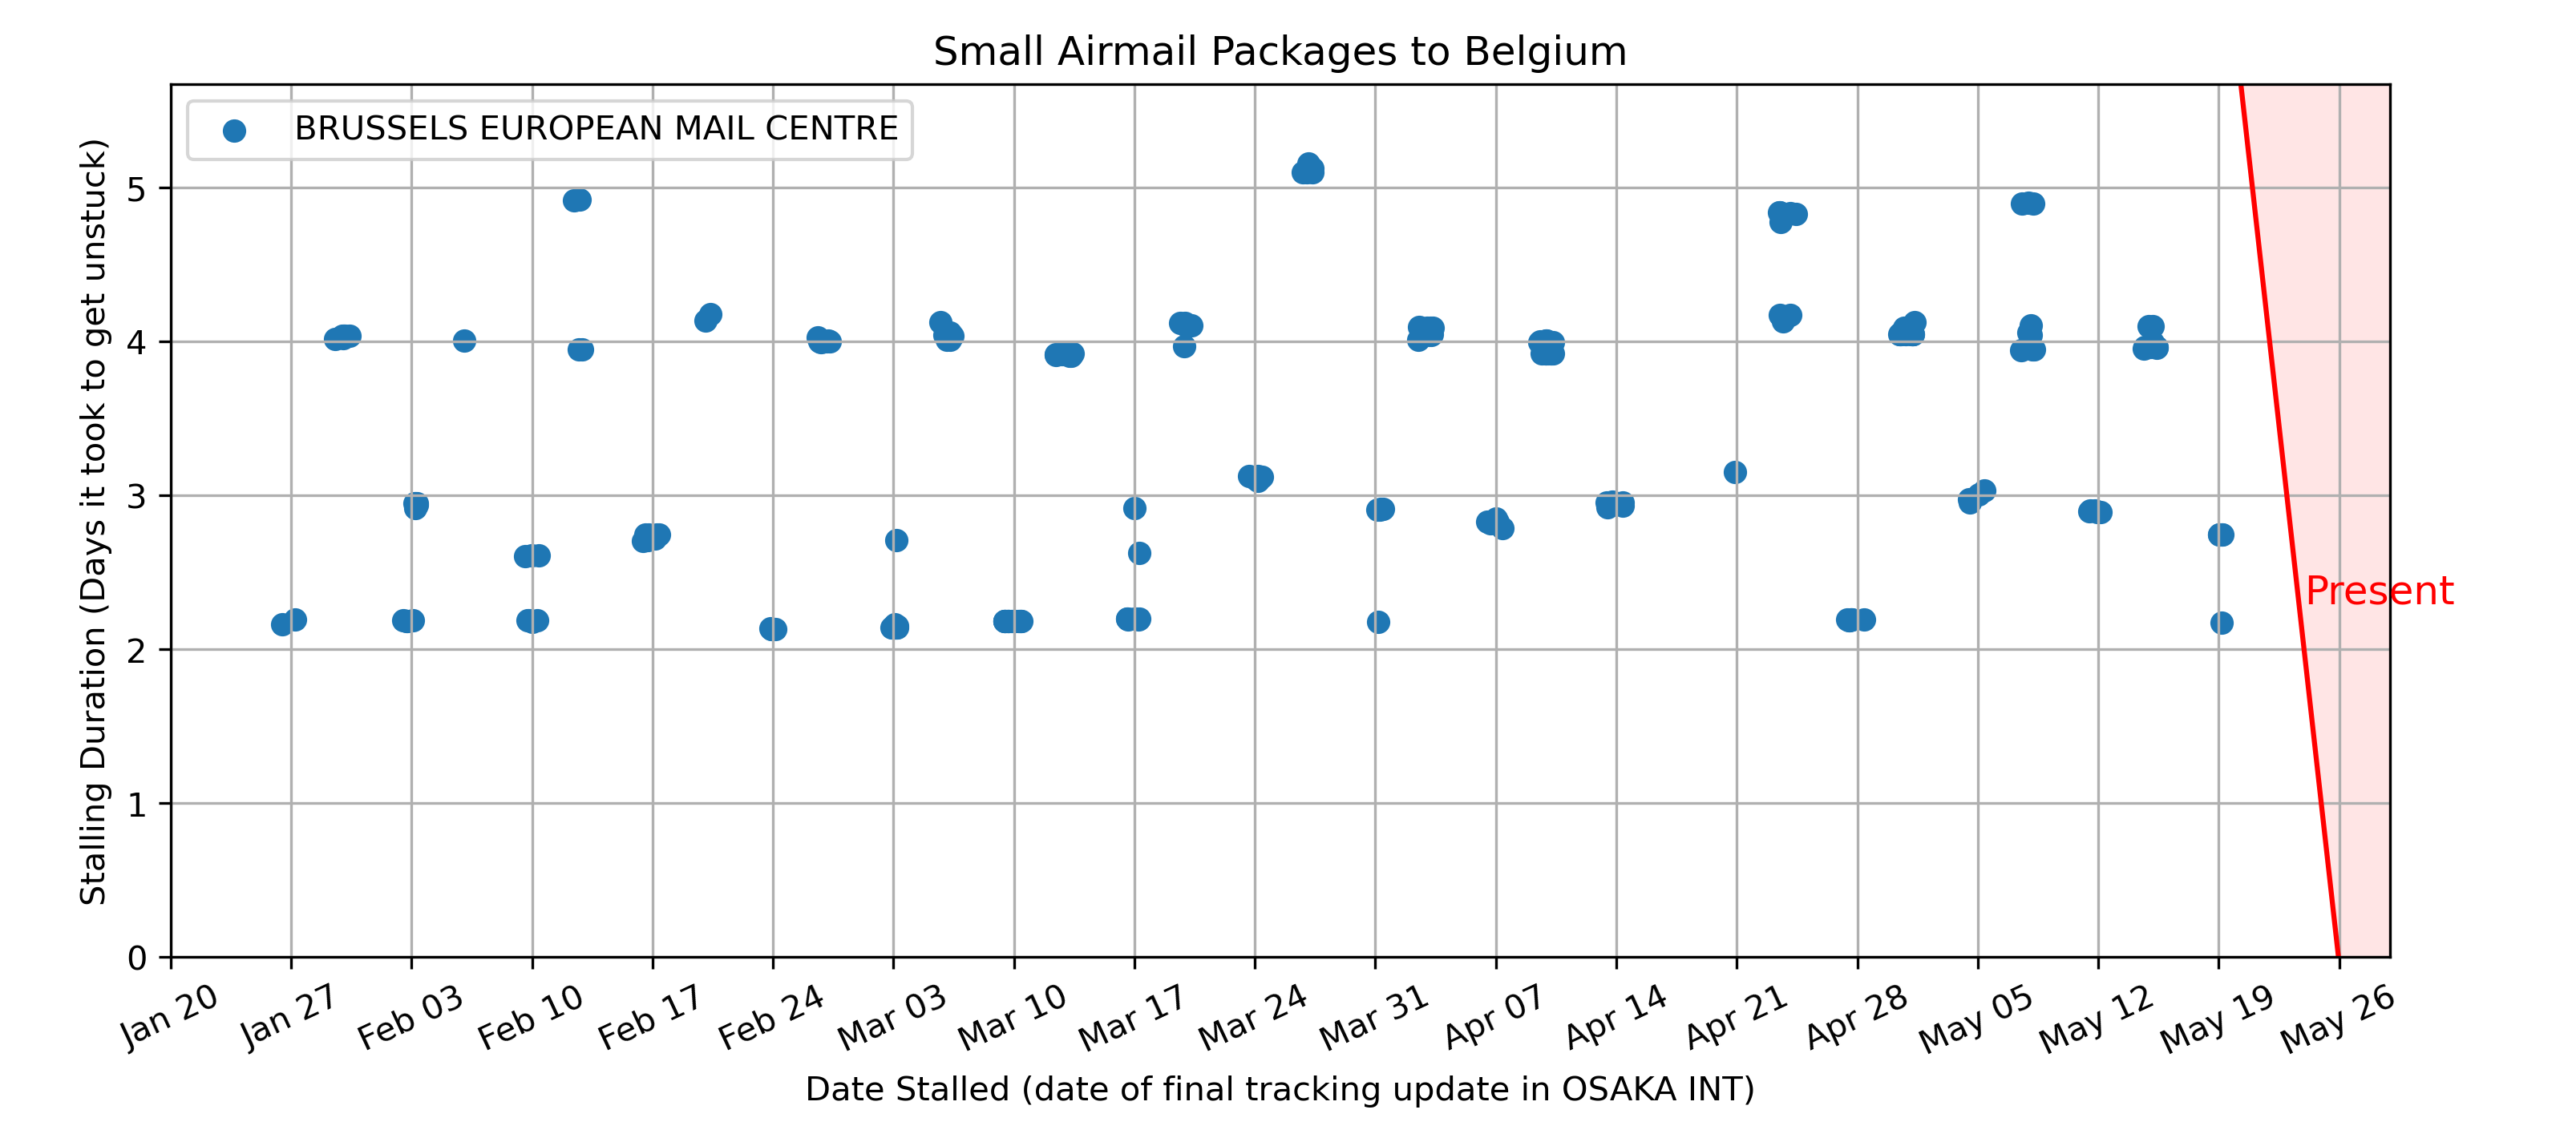 Small Airmail Packages to Belgium
BRUSSELS EUROPEAN MAIL CENTRE
Stalling Duration (Days it took to get unstuck)
5
4
3
2
1
0
Present
Jan 20
Jan 27
Feb 03
Feb 10
Feb 17
Feb 24
Mar 03
Mar 10
Mar 17
Mar 24
Mar 31
Apr 07
Apr 14
Apr 21
Apr 28
May 05
May 12
May 19
May 26
Date Stalled (date of final tracking update in OSAKA INT)